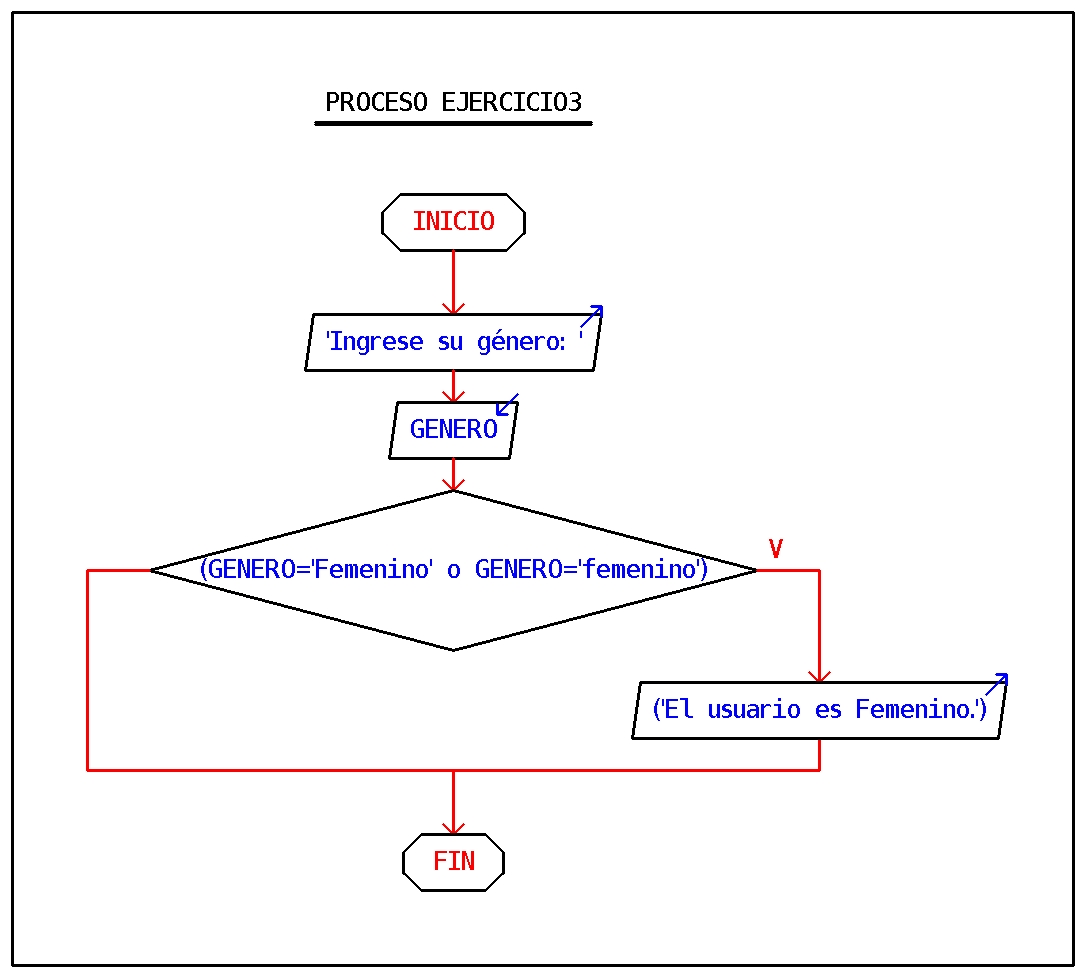 PROCESO EJERCICIO3
INICIO
'Ingrese su género: '
GENERO
(GENERO='Femenino' o GENERO='femenino')
V
('El usuario es Femenino.')
FIN